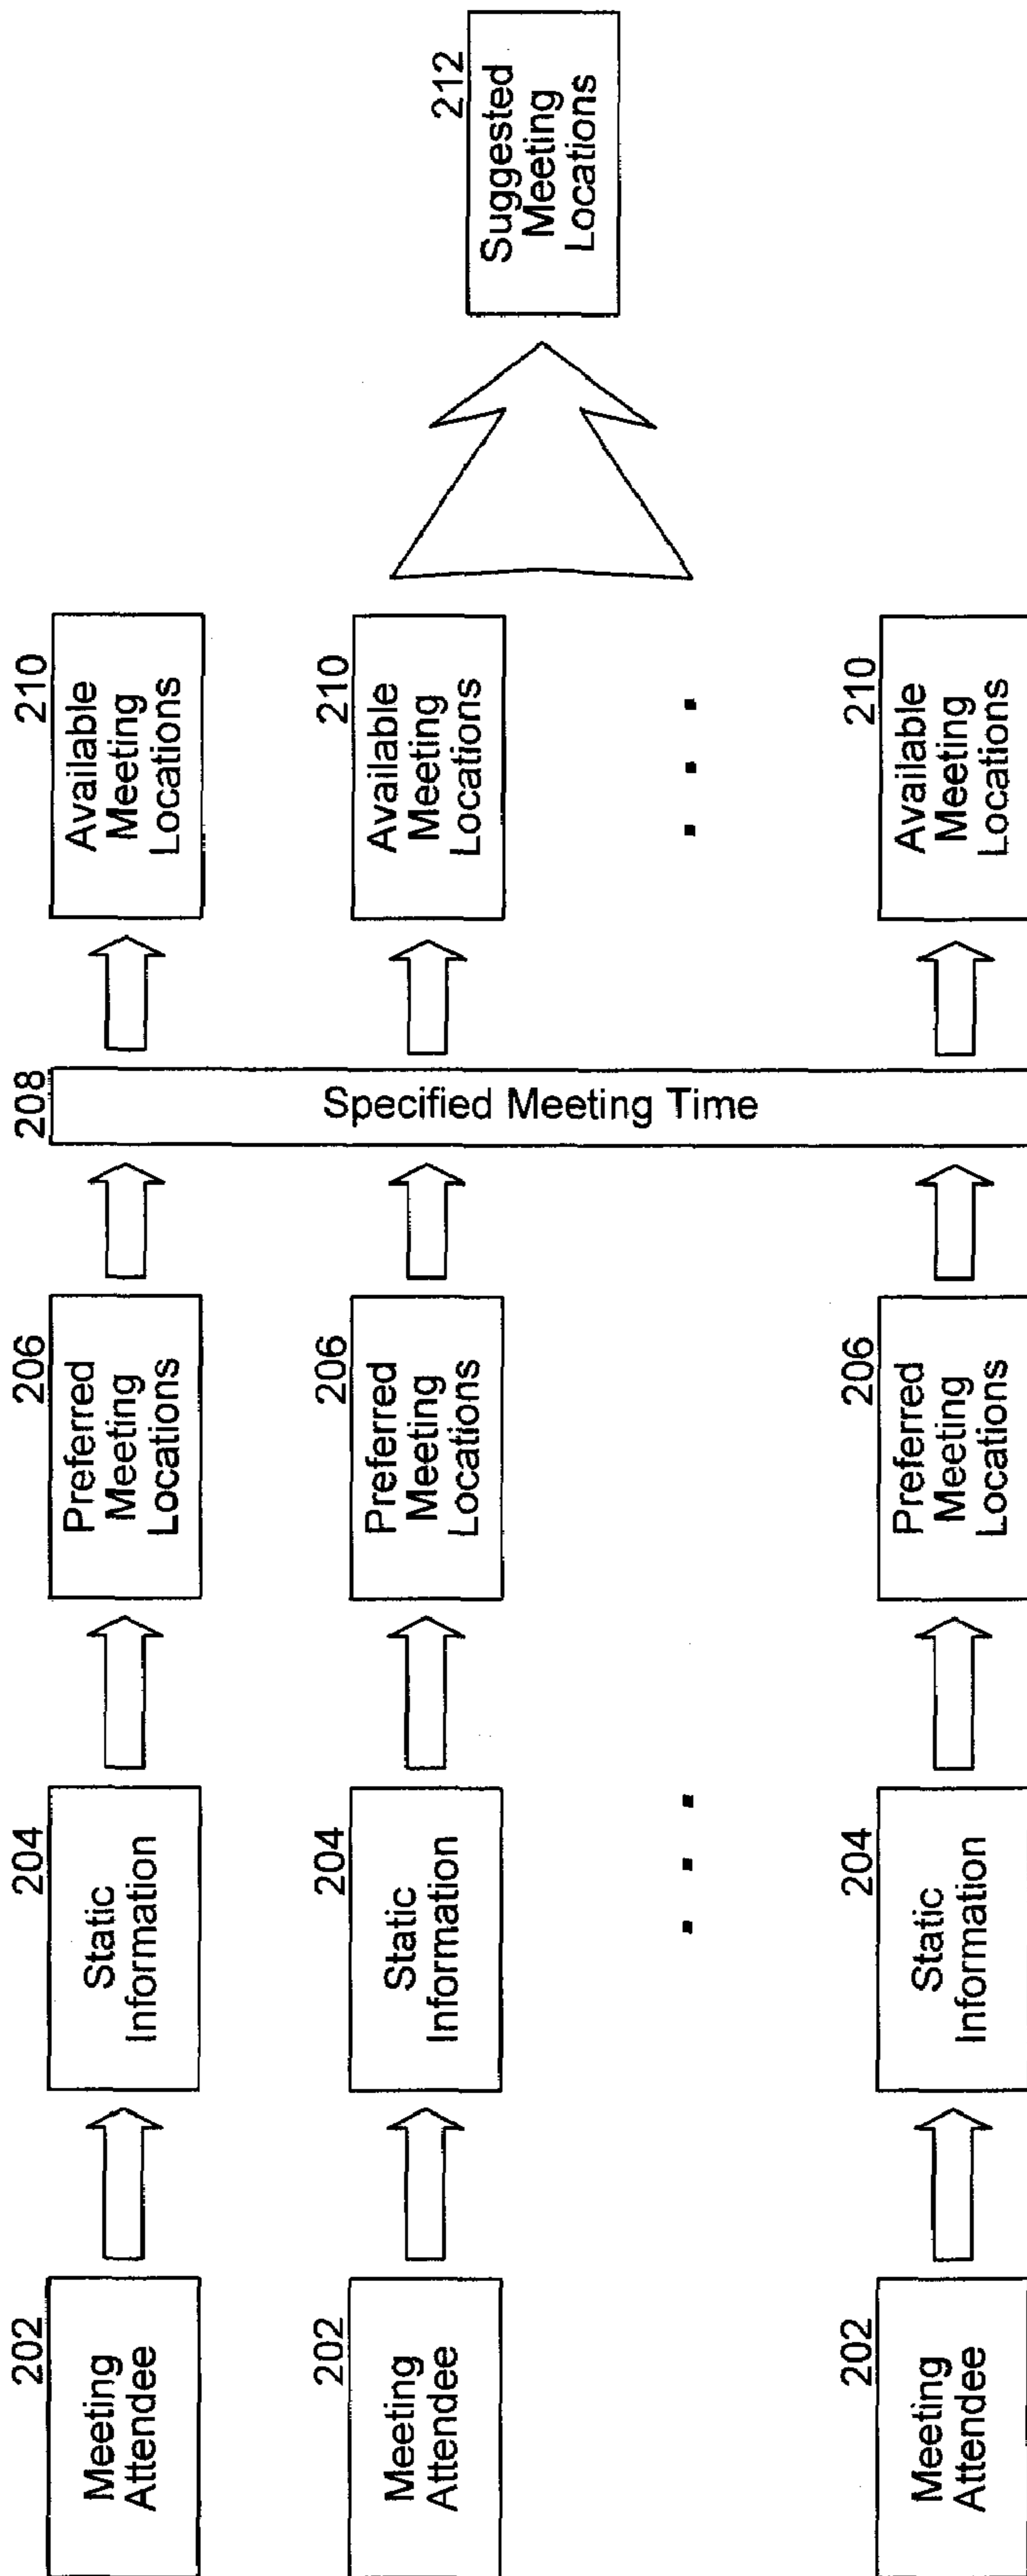 202
Meeting
Attendee
204
Static
Information
206
Preferred
Meeting
Locations
208
Specified Meeting Time
210
Available
Meeting
Locations
202
Meeting
Attendee
204
Static
Information
206
Preferred
Meeting
Locations
210
Available
Meeting
Locations
212
Suggested
Meeting
Locations
. . .
. . .
202
Meeting
Attendee
204
Static
Information
206
Preferred
Meeting
Locations
210
Available
Meeting
Locations